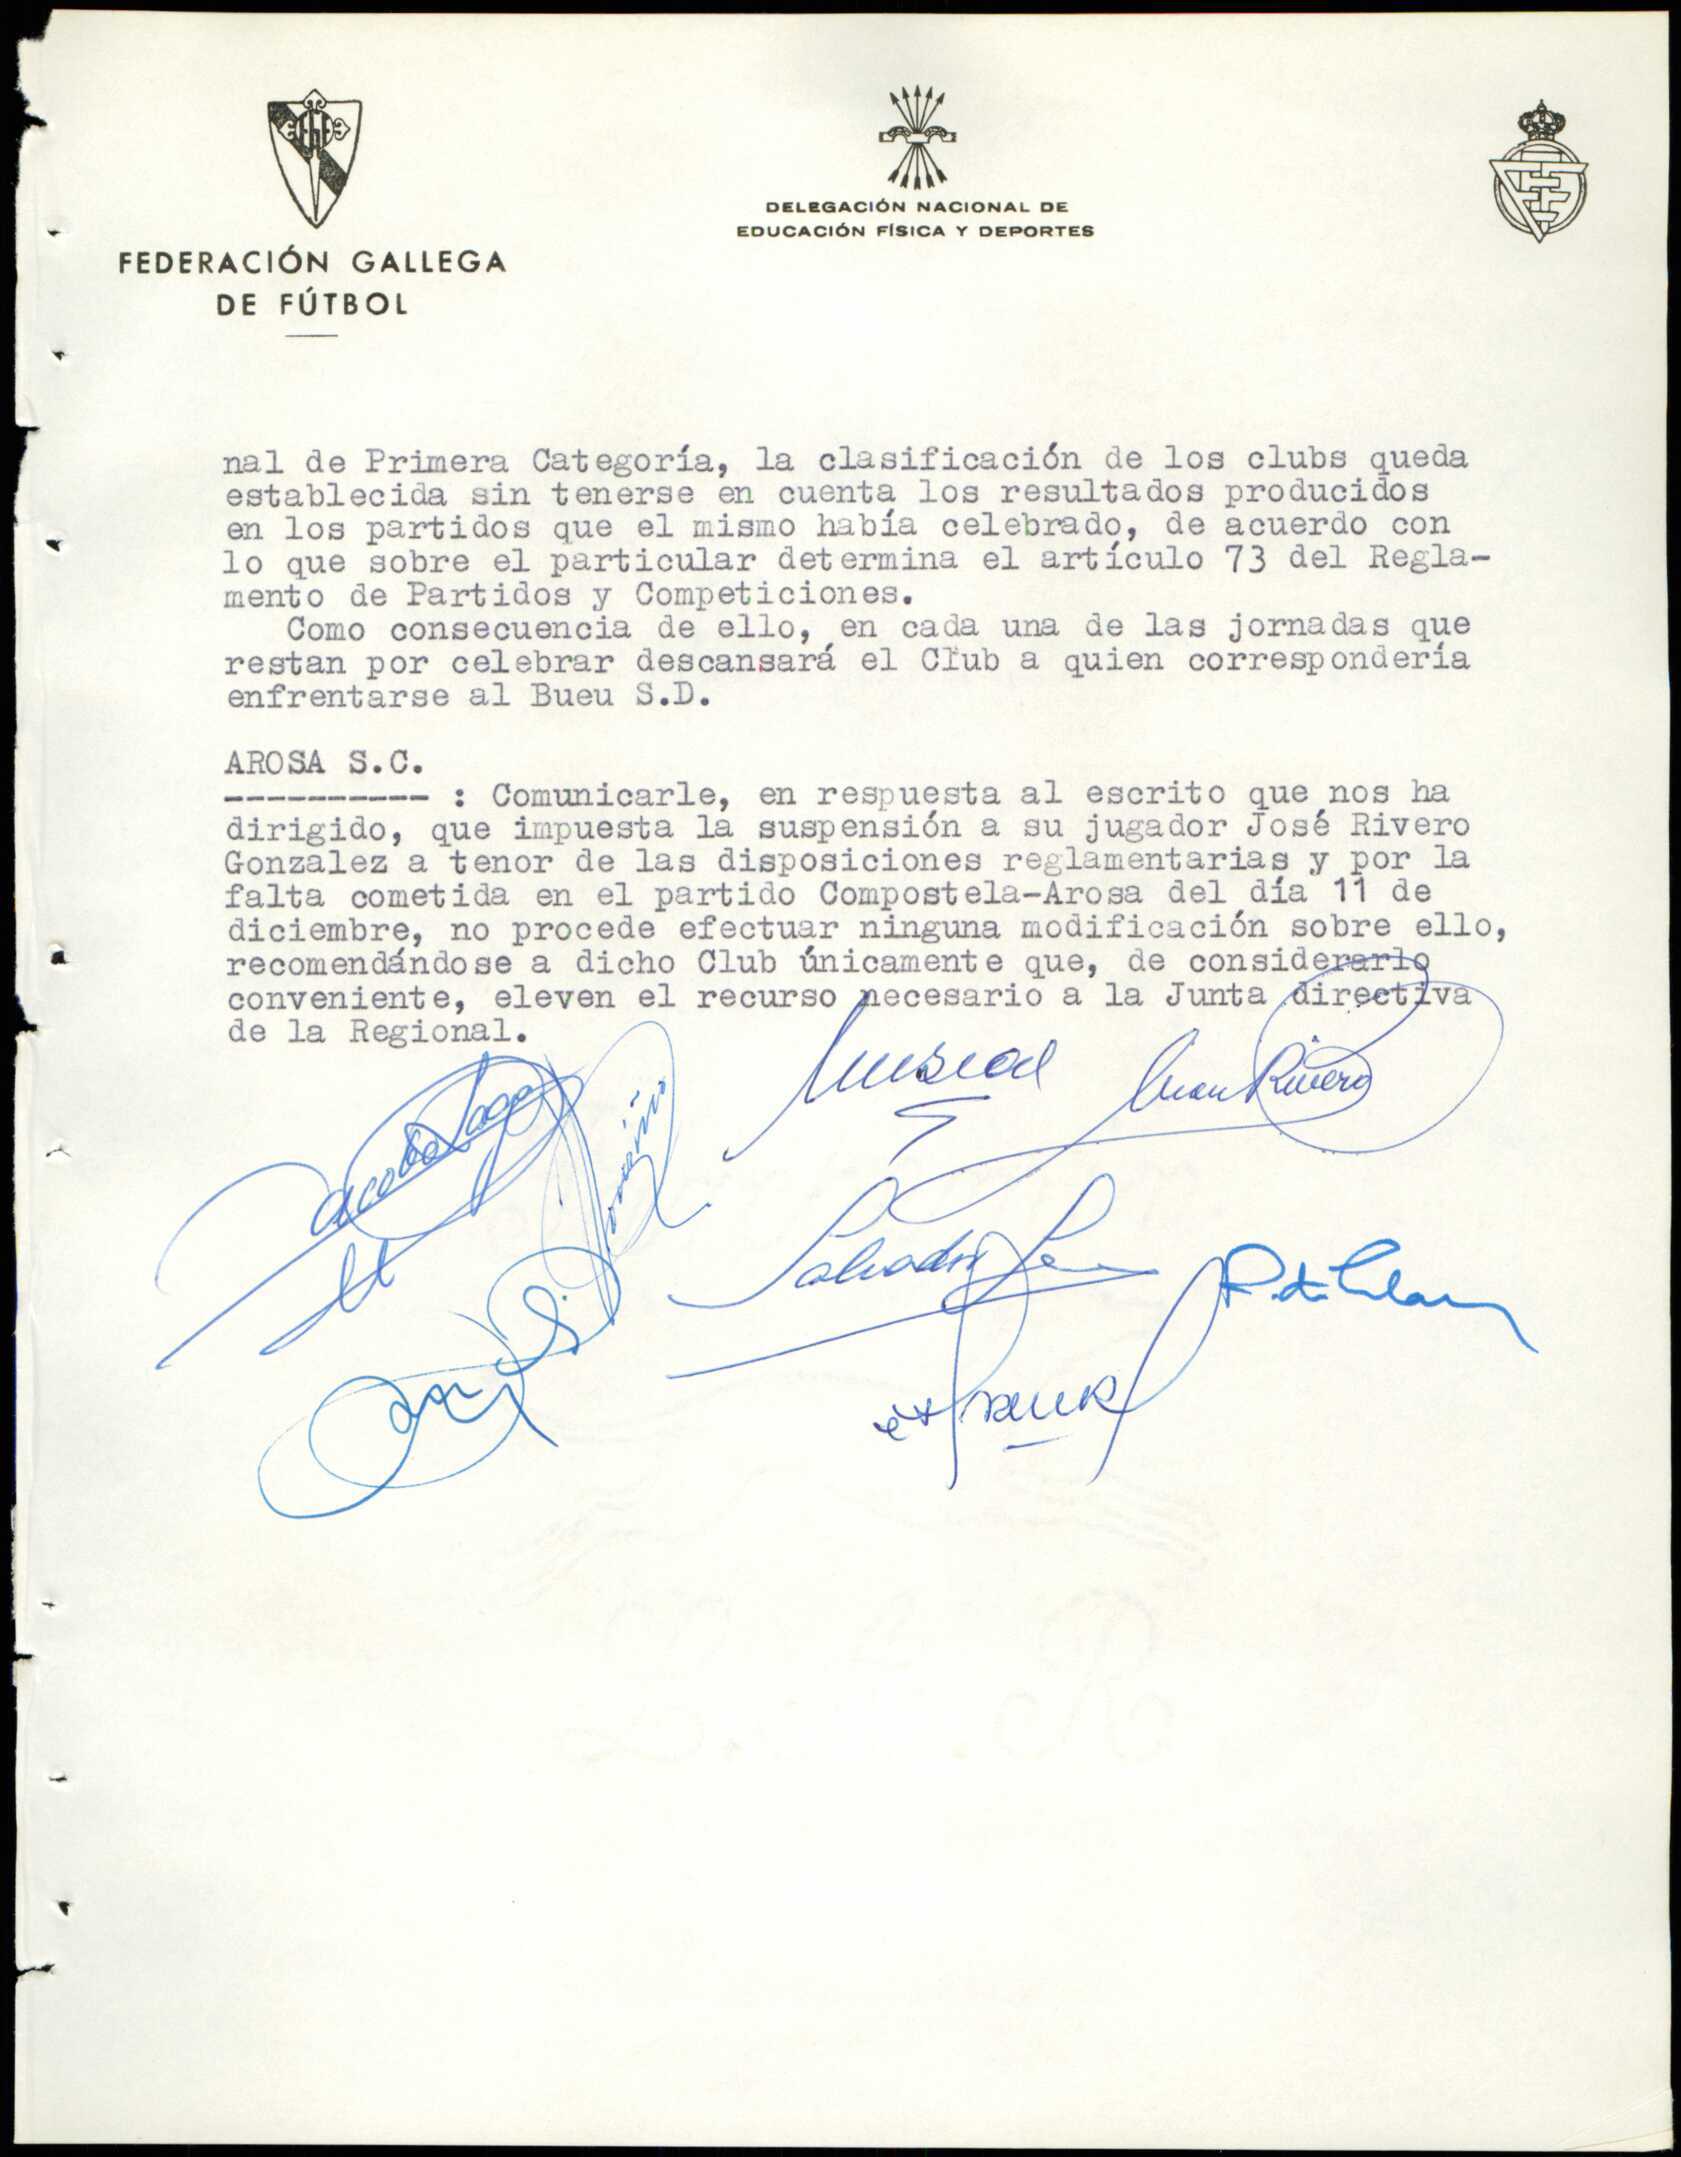 FEDERACIÓN GALLEGA
DE FÚTBOL
DELEGACIÓN NACIONAL DE
EDUCACIÓN FÍSICA Y DEPORTES
nal de Primera Categoría, la clasificación de los clubs queda
establecida sin tenerse en cuenta los resultados producidos
en los partidos que el mismo había celebrado, de acuerdo con
lo que sobre el particular determina el artículo 73 del Regla-
mento de Partidos y Competiciones.
Como consecuencia de ello, en cada una de las jornadas que
restan por celebrar descansará el Club a quien correspondería
enfrentarse al Bueu S.D.
AROSA S.C.
---------- : Comunicarle, en respuesta al escrito que nos ha
dirigido, que impuesta la suspensión a su jugador José Rivero
Gonzalez a tenor de las disposiciones reglamentarias y por la
falta cometida en el partido Compostela-Arosa del día 11 de
diciembre, no procede efectuar ninguna modificación sobre ello,
recomendándose a dicho Club únicamente que, de considerarlo
conveniente, eleven el recurso necesario a la Junta directiva
de la Regional.
Juan Rivero
Jacobo Lago
Salvador